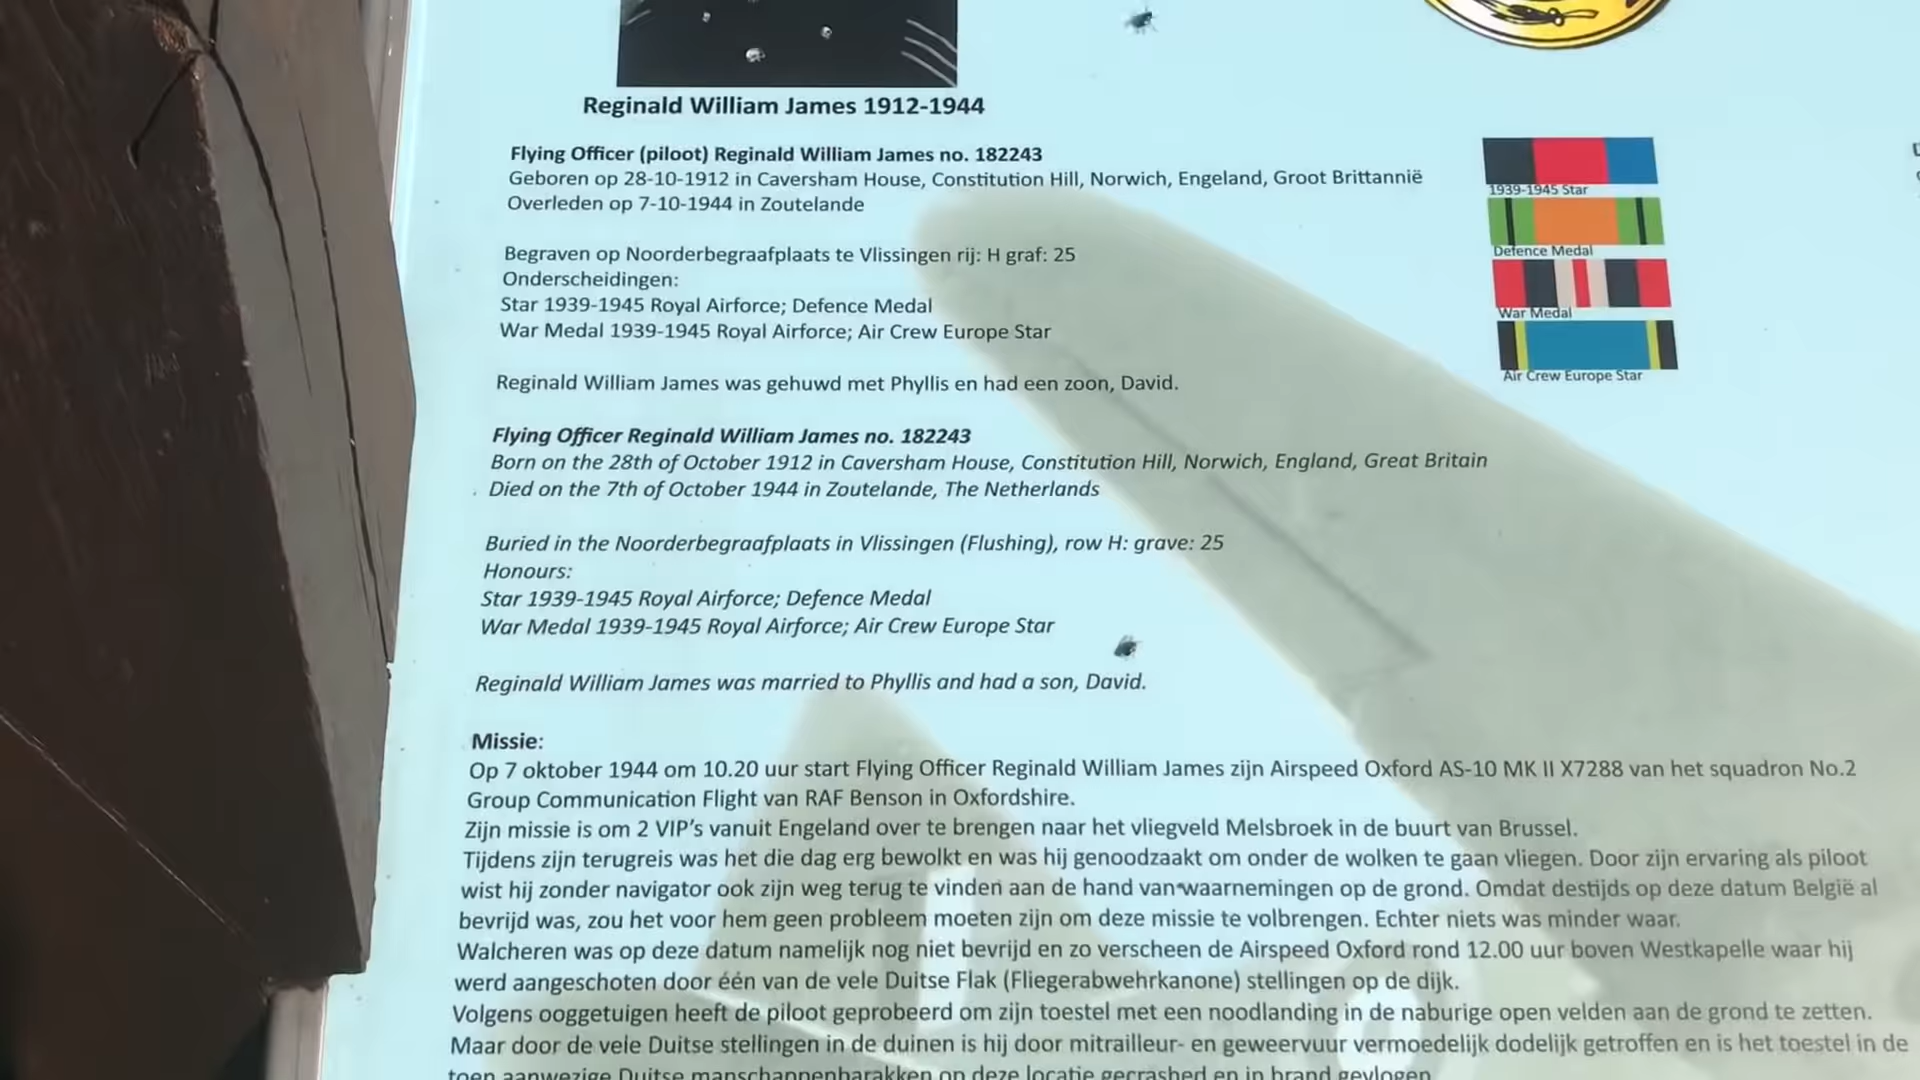 Reginald William James 1912-1944
Flying Officer (piloot) Reginald William James no. 182243
Geboren op 28-10-1912 in Caversham House, Constitution Hill, Norwich, Engeland, Groot Brittannië
Overleden op 7-10-1944 in Zoutelande
Begraven op Noorderbegraafplaats te Vlissingen rij: H graf: 25
Onderscheidingen:
Star 1939-1945 Royal Airforce; Defence Medal
War Medal 1939-1945 Royal Airforce; Air Crew Europe Star
1939-1945 Star
Defence Medal
War Medal
Air Crew Europe Star
Reginald William James was gehuwd met Phyllis en had een zoon, David.
Flying Officer Reginald William James no. 182243
Born on the 28th of October 1912 in Caversham House, Constitution Hill, Norwich, England, Great Britain
Died on the 7th of October 1944 in Zoutelande, The Netherlands
Buried in the Noorderbegraafplaats in Vlissingen (Flushing), row H: grave: 25
Honours:
Star 1939-1945 Royal Airforce; Defence Medal
War Medal 1939-1945 Royal Airforce; Air Crew Europe Star
Reginald William James was married to Phyllis and had a son, David.
Missie:
Op 7 oktober 1944 om 10.20 uur start Flying Officer Reginald William James zijn Airspeed Oxford AS-10 MK II X7288 van het squadron No.2
Group Communication Flight van RAF Benson in Oxfordshire.
Zijn missie is om 2 VIP's vanuit Engeland over te brengen naar het vliegveld Melsbroek in de buurt van Brussel.
Tijdens zijn terugreis was het die dag erg bewolkt en was hij genoodzaakt om onder de wolken te gaan vliegen. Door zijn ervaring als piloot
wist hij zonder navigator ook zijn weg terug te vinden aan de hand van waarnemingen op de grond. Omdat destijds op deze datum België al
bevrijd was, zou het voor hem geen probleem moeten zijn om deze missie te volbrengen. Echter niets was minder waar.
Walcheren was op deze datum namelijk nog niet bevrijd en zo verscheen de Airspeed Oxford rond 12.00 uur boven Westkapelle waar hij
werd aangeschoten door één van de vele Duitse Flak (Fliegerabwehrkanone) stellingen op de dijk.
Volgens ooggetuigen heeft de piloot geprobeerd om zijn toestel met een noodlanding in de naburige open velden aan de grond te zetten.
Maar door de vele Duitse stellingen in de duinen is hij door mitrailleur- en geweervuur vermoedelijk dodelijk getroffen en is het toestel in de
toen aanwezige Duitse manschappenbarakken op deze locatie gecrashed en in brand gevlogen